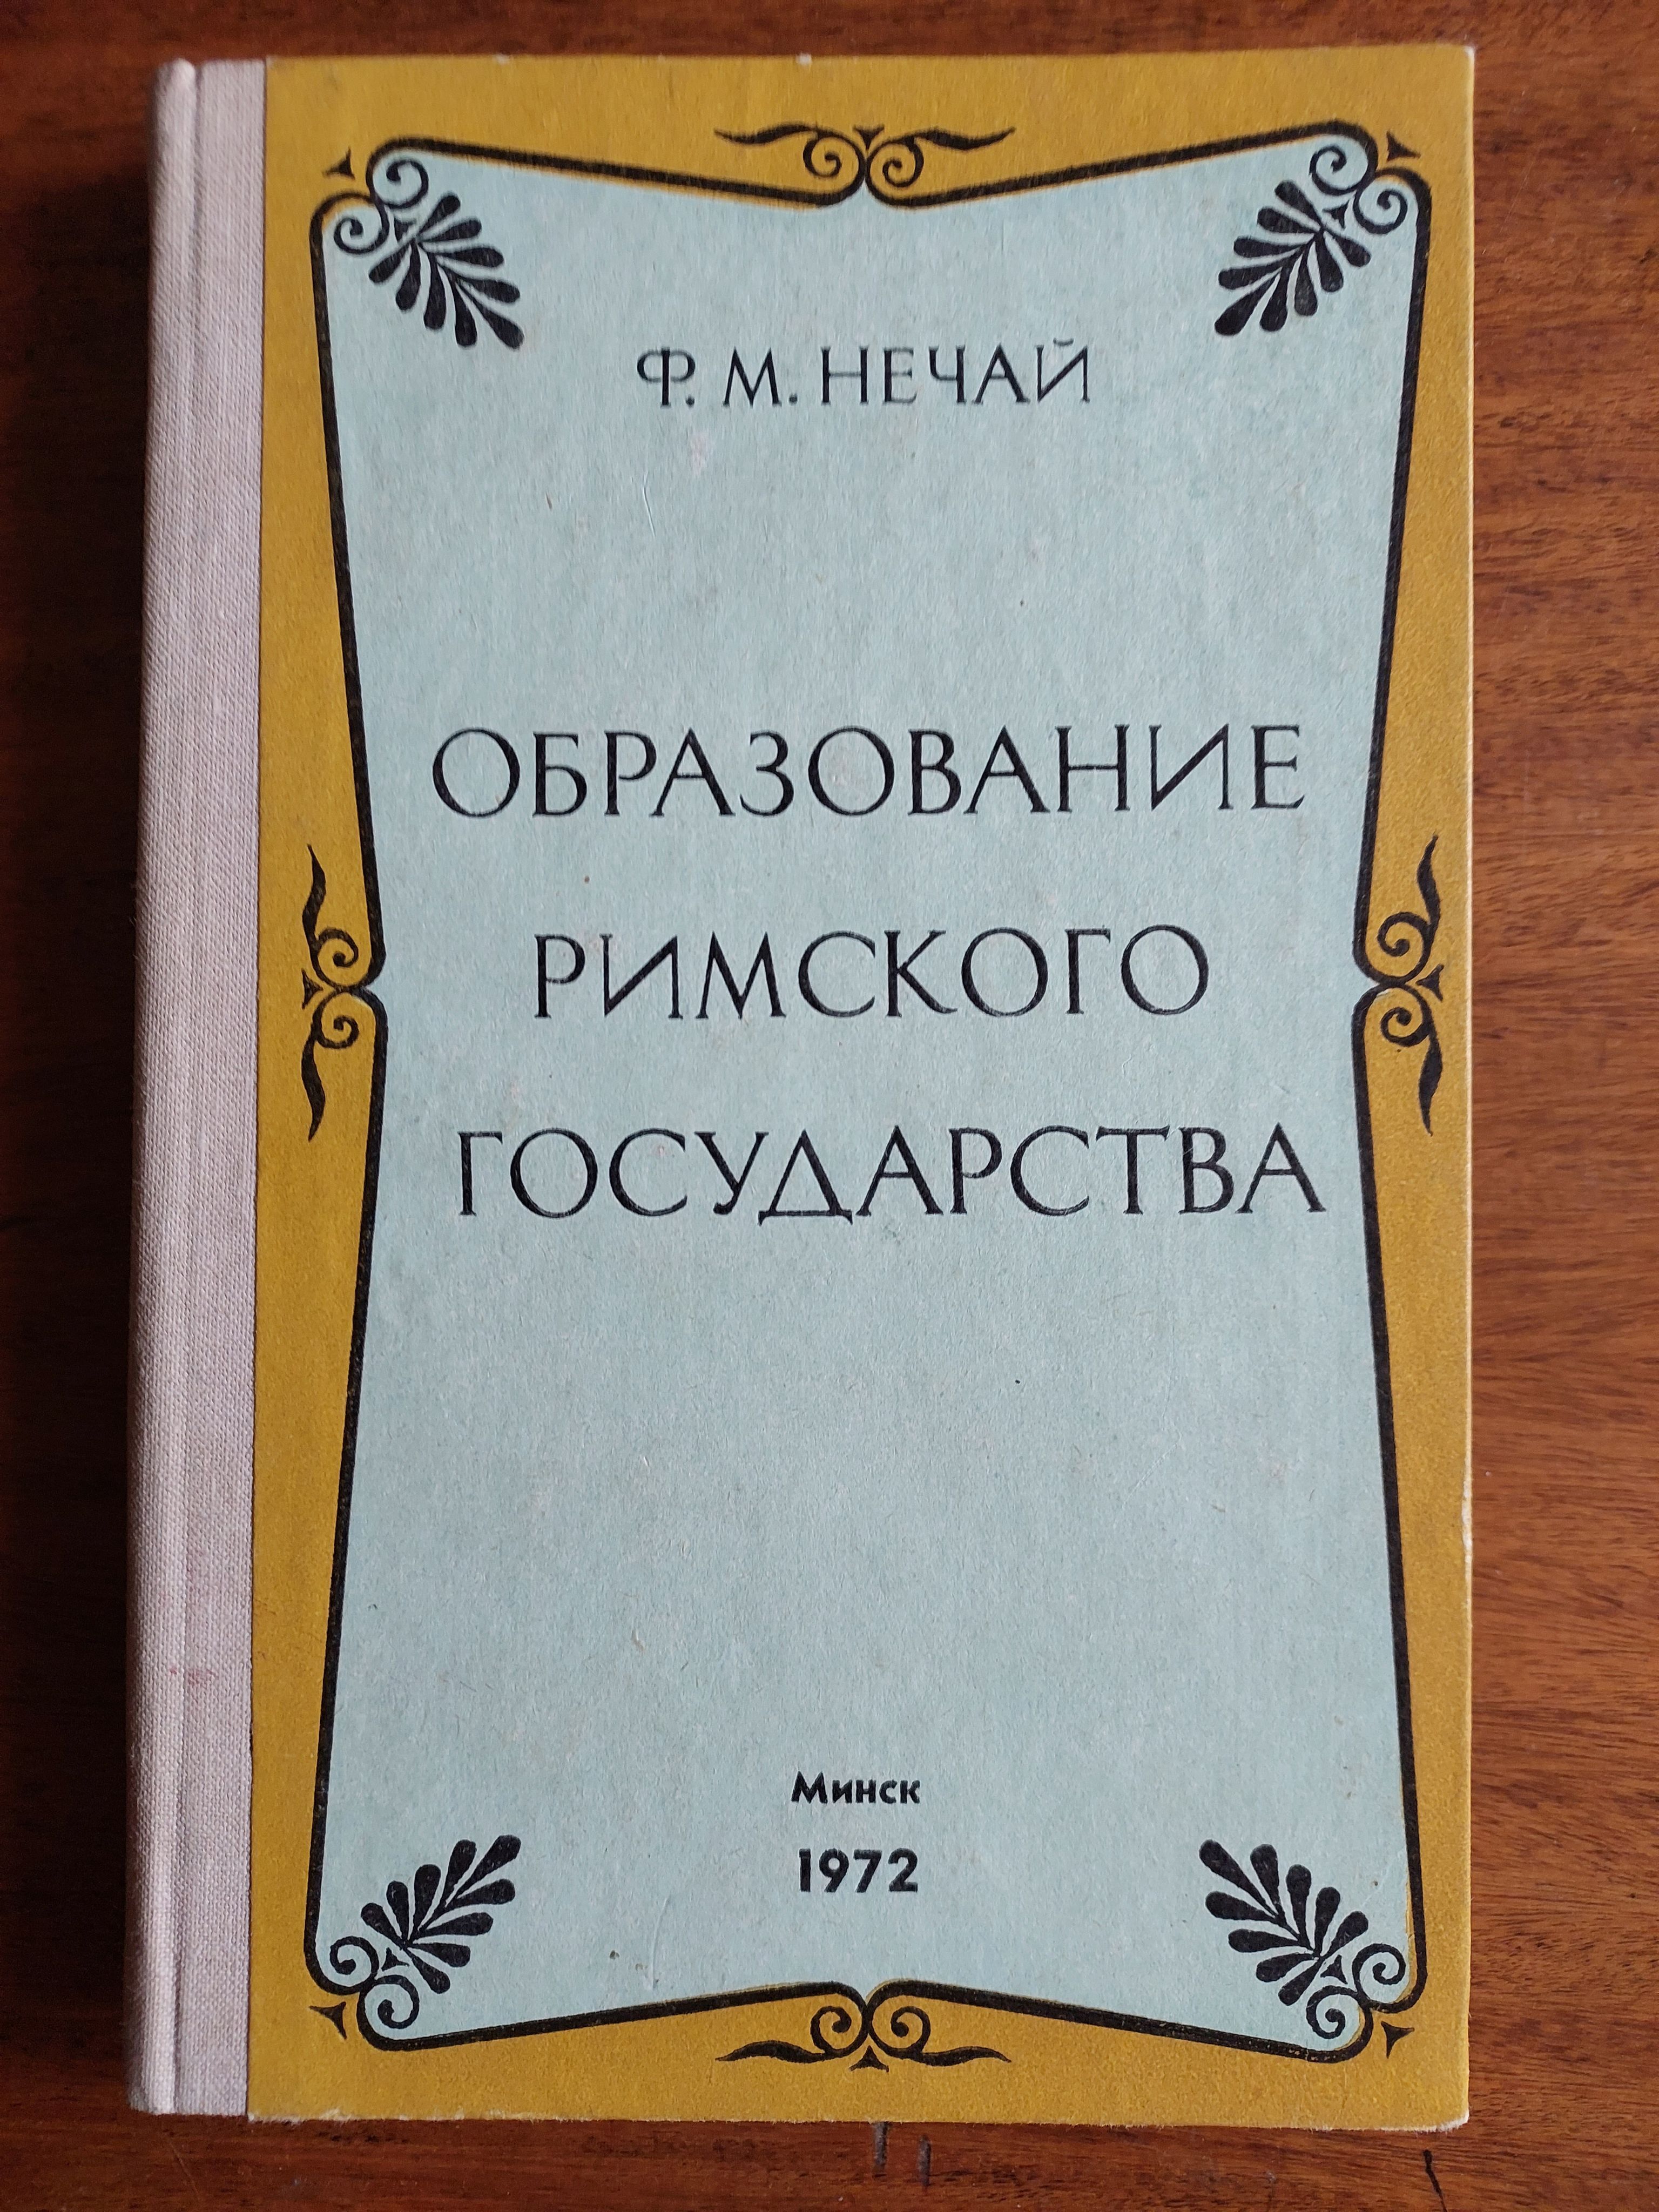 Ф. М. НЕЧАЙ
ОБРАЗОВАНИЕ
РИМСКОГО
ГОСУДАРСТВА
Минск
1972